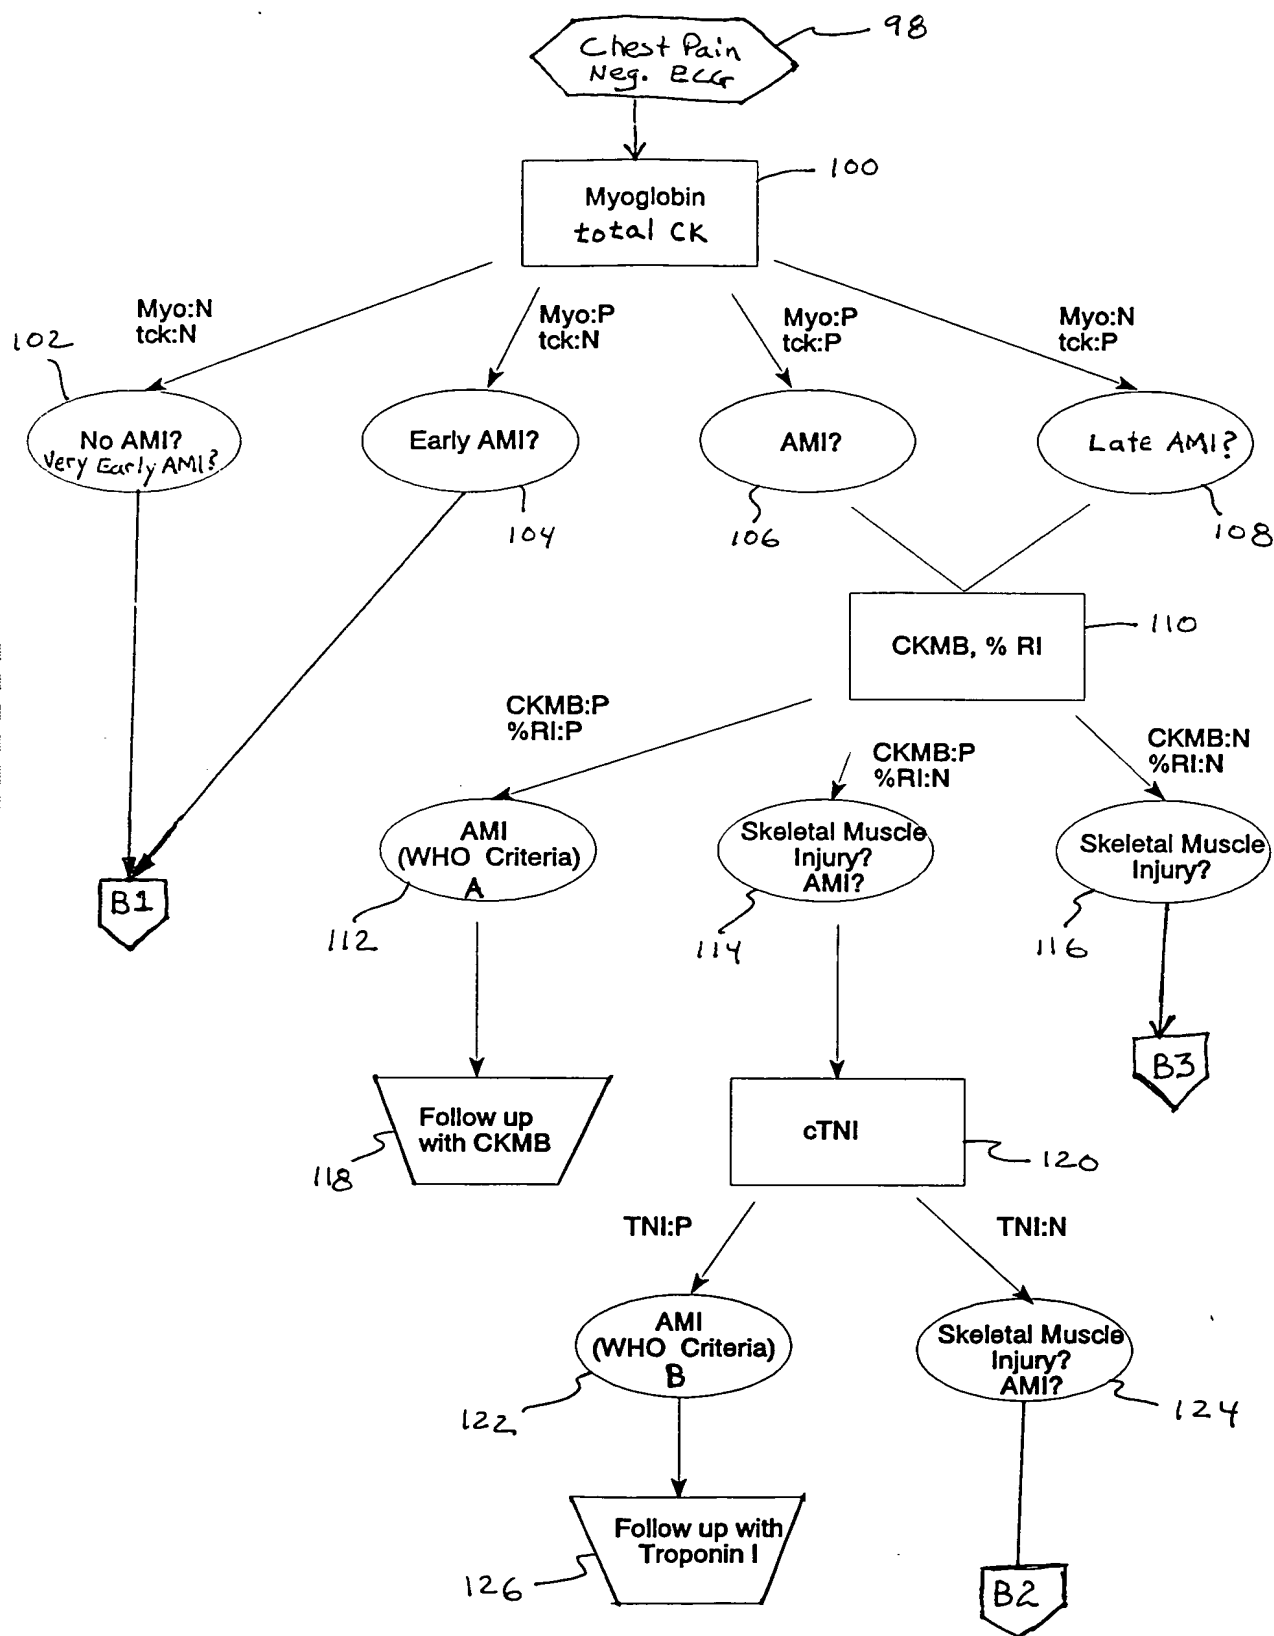 98
Chest Pain
Neg. ECG
100
Myoglobin
total CK
Myo:N
tck:N
Myo:P
tck:N
Myo:P
tck:P
Myo:N
tck:P
102
No AMI?
Very Early AMI?
Early AMI?
AMI?
Late AMI?
104
106
108
CKMB, % RI
110
CKMB:P
%RI:P
CKMB:P
%RI:N
CKMB:N
%RI:N
AMI
(WHO Criteria)
A
Skeletal Muscle
Injury?
AMI?
Skeletal Muscle
Injury?
B1
112
114
116
B3
Follow up
with CKMB
118
cTNI
120
TNI:P
TNI:N
AMI
(WHO Criteria)
B
Skeletal Muscle
Injury?
AMI?
122
124
Follow up with
Troponin I
126
B2